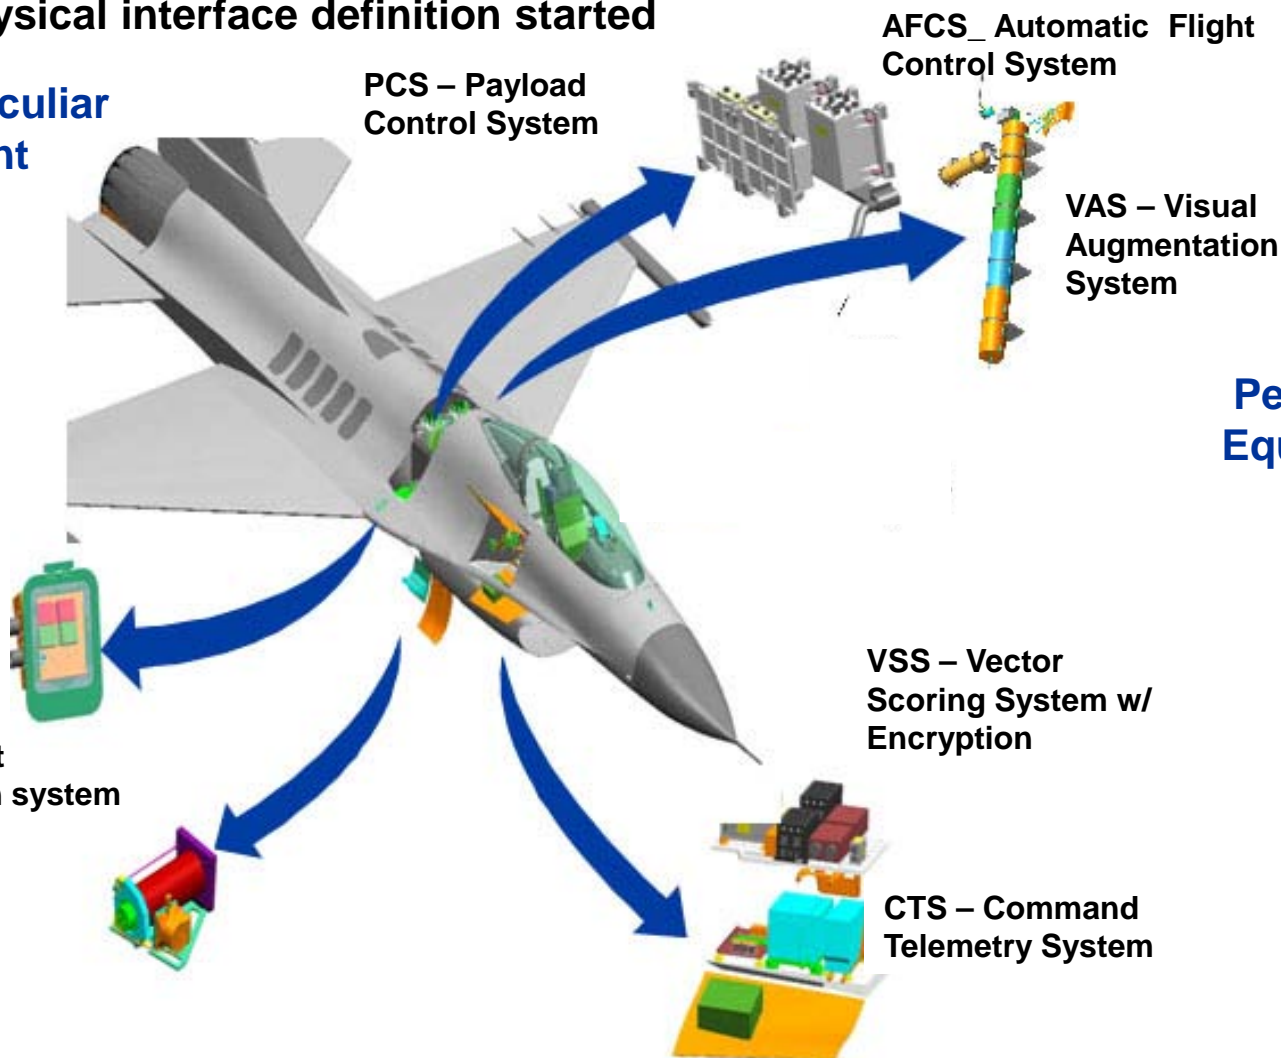 ysical interface definition started
AFCS_ Automatic Flight
Control System
PCS – Payload
Control System
culiar
nt
VAS – Visual
Augmentation
System
Pe
Equ
VSS – Vector
Scoring System w/
Encryption
t
system
CTS – Command
Telemetry System